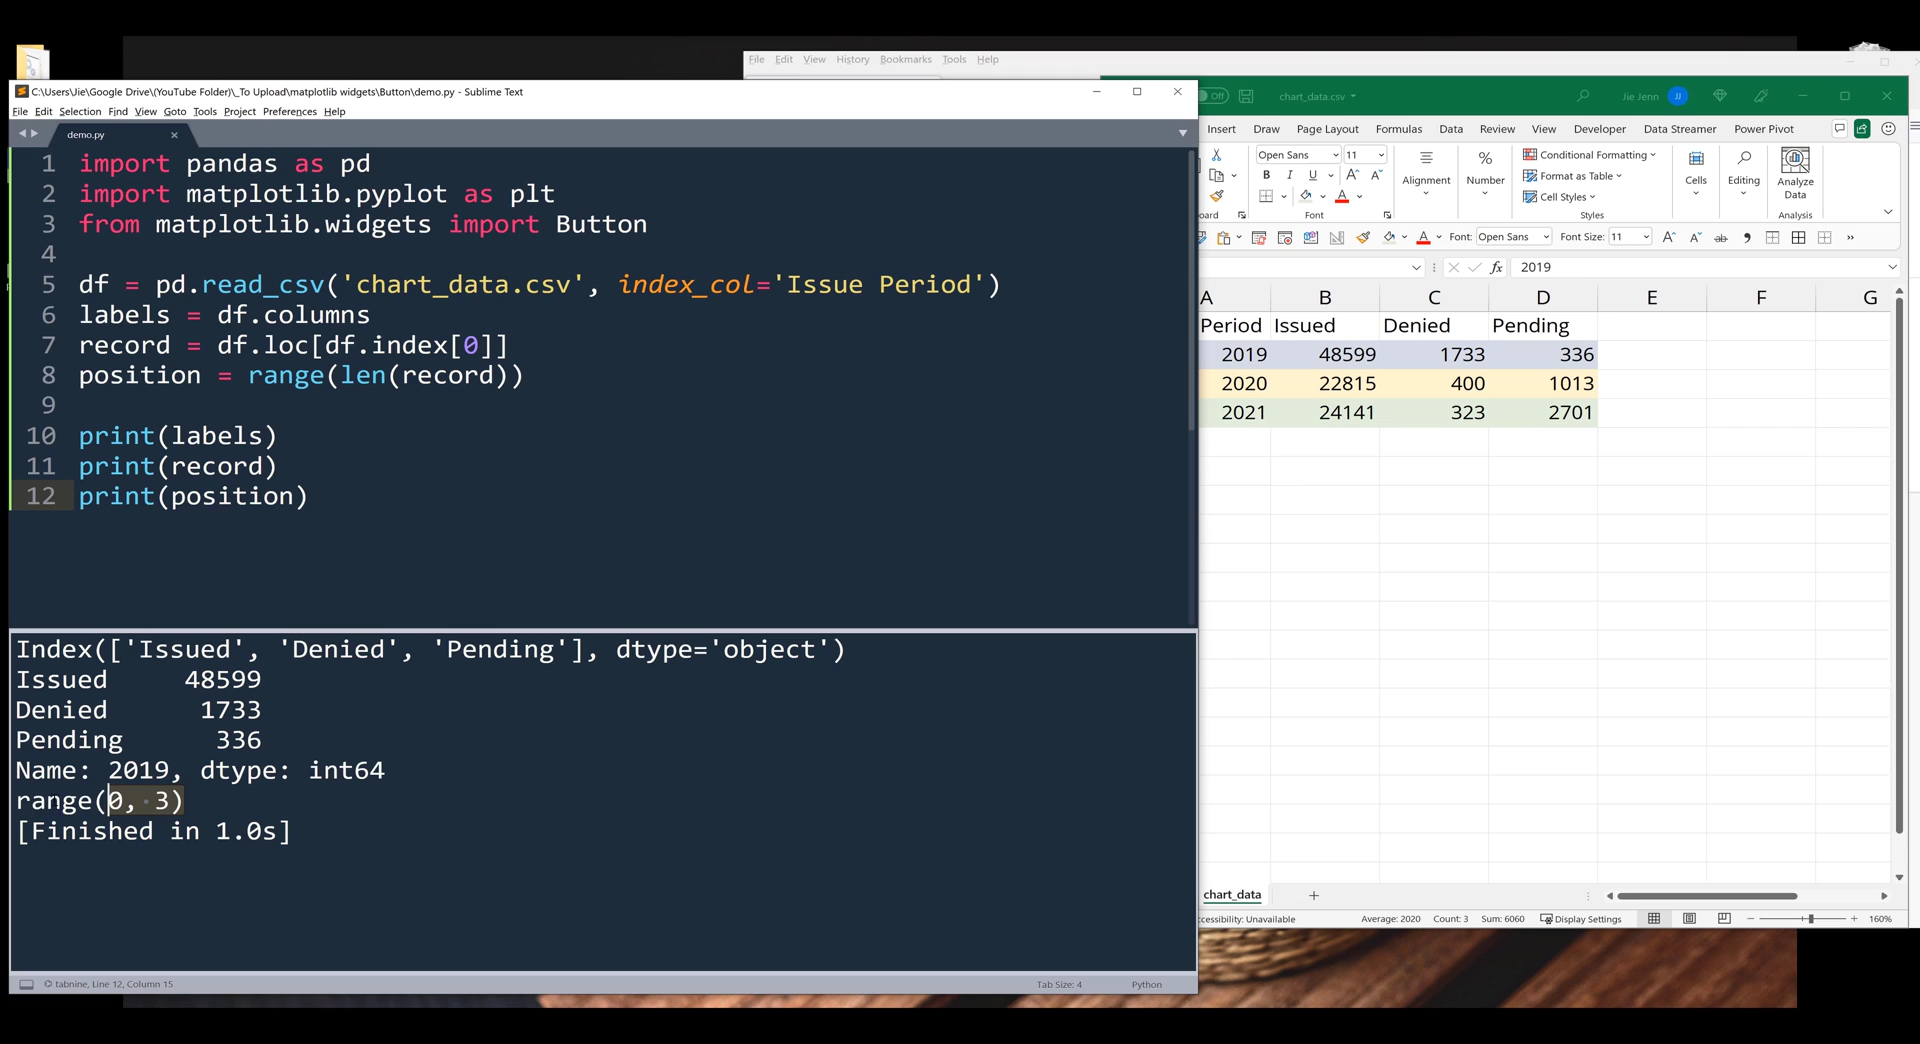 File Edit View History Bookmarks Tools Help
C:\Users\Jie\Google Drive\(YouTube Folder)\_To Upload\matplotlib widgets\Button\demo.py - Sublime Text
File Edit Selection Find View Goto Tools Project Preferences Help
demo.py
1 import pandas as pd
2 import matplotlib.pyplot as plt
3 from matplotlib.widgets import Button
4
5 df = pd.read_csv('chart_data.csv', index_col='Issue Period')
6 labels = df.columns
7 record = df.loc[df.index[0]]
8 position = range(len(record))
9
10 print(labels)
11 print(record)
12 print(position)
Index(['Issued', 'Denied', 'Pending'], dtype='object')
Issued 48599
Denied 1733
Pending 336
Name: 2019, dtype: int64
range(0, 3)
[Finished in 1.0s]
tabnine, Line 12, Column 15 Tab Size: 4 Python
Off chart_data.csv Jie Jenn JJ
Insert Draw Page Layout Formulas Data Review View Developer Data Streamer Power Pivot
Open Sans 11
B I U A A
A
Alignment
%
Number
Conditional Formatting
Format as Table
Cell Styles
Cells
Editing
Analyze
Data
oard Font Styles Analysis
A Font: Open Sans Font Size: 11 A A ab
fx 2019
A B C D E F G
Period Issued Denied Pending
2019 48599 1733 336
2020 22815 400 1013
2021 24141 323 2701
chart_data
ccessibility: Unavailable Average: 2020 Count: 3 Sum: 6060 Display Settings 160%